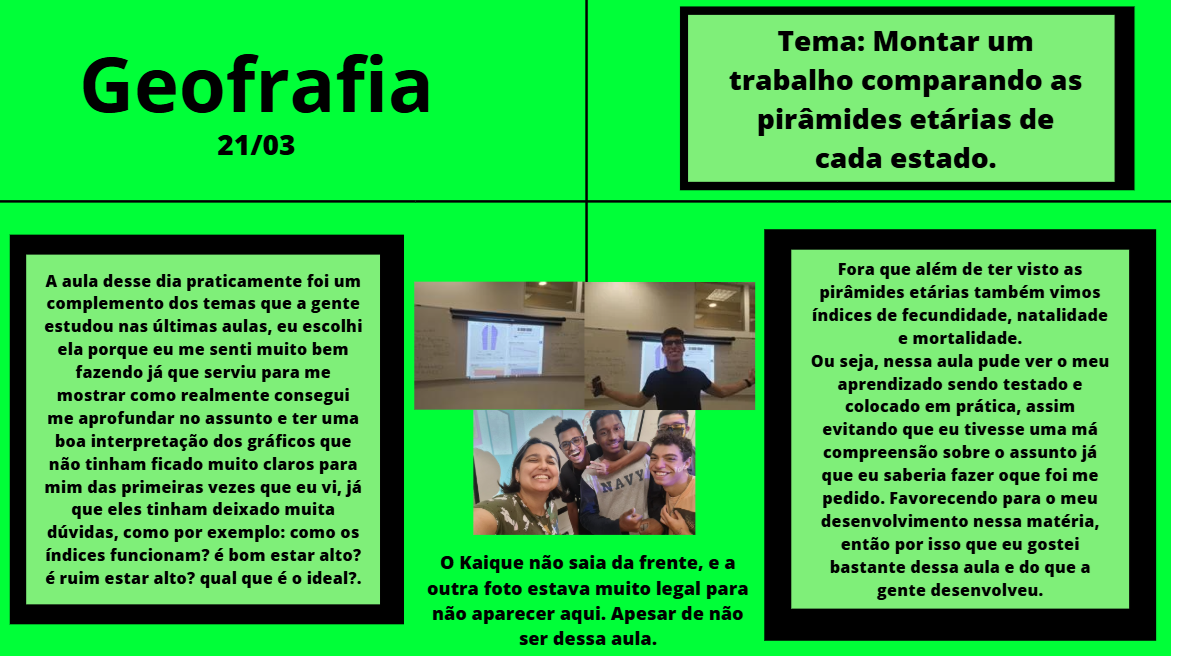 Geofrafia
21/03
Tema: Montar um
trabalho comparando as
pirâmides etárias de
cada estado.
A aula desse dia praticamente foi um
complemento dos temas que a gente
estudou nas últimas aulas, eu escolhi
ela porque eu me senti muito bem
fazendo já que serviu para me
mostrar como realmente consegui
me aprofundar no assunto e ter uma
boa interpretação dos gráficos que
não tinham ficado muito claros para
mim das primeiras vezes que eu vi, já
que eles tinham deixado muita
dúvidas, como por exemplo: como os
índices funcionam? é bom estar alto?
é ruim estar alto? qual que é o ideal?.
NAVY
O Kaique não saia da frente, e a
outra foto estava muito legal para
não aparecer aqui. Apesar de não
ser dessa aula.
Fora que além de ter visto as
pirâmides etárias também vimos
índices de fecundidade, natalidade
e mortalidade.
Ou seja, nessa aula pude ver o meu
aprendizado sendo testado e
colocado em prática, assim
evitando que eu tivesse uma má
compreensão sobre o assunto já
que eu saberia fazer oque foi me
pedido. Favorecendo para o meu
desenvolvimento nessa matéria,
então por isso que eu gostei
bastante dessa aula e do que a
gente desenvolveu.